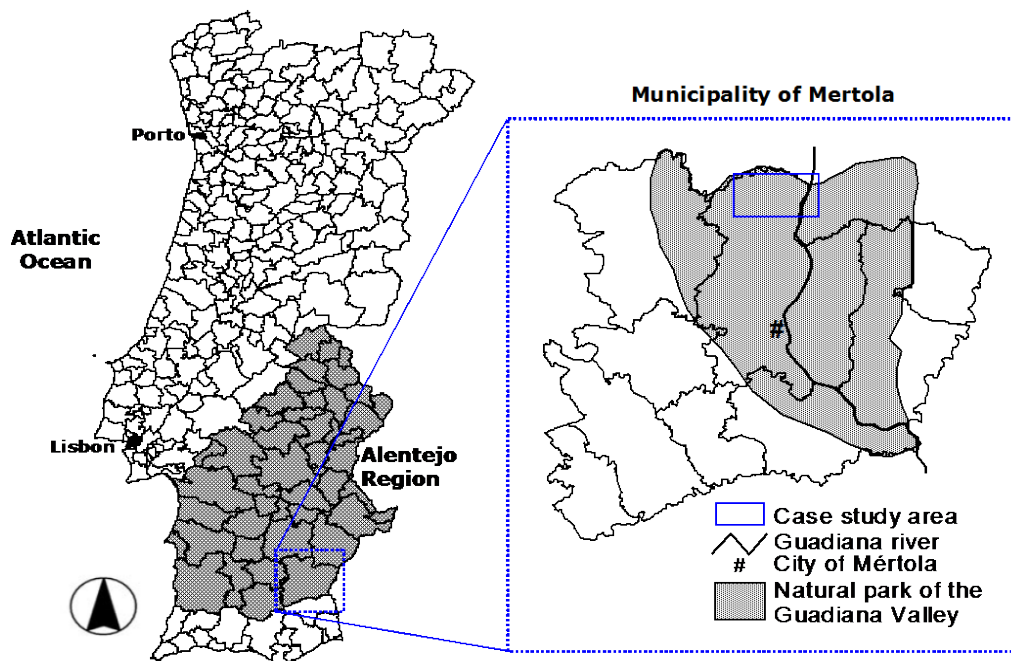 Municipality of Mertola
Porto
Atlantic
Ocean
Lisbon
Alentejo
Region
#
Case study area
Guadiana river
# City of Mértola
Natural park of the
Guadiana Valley